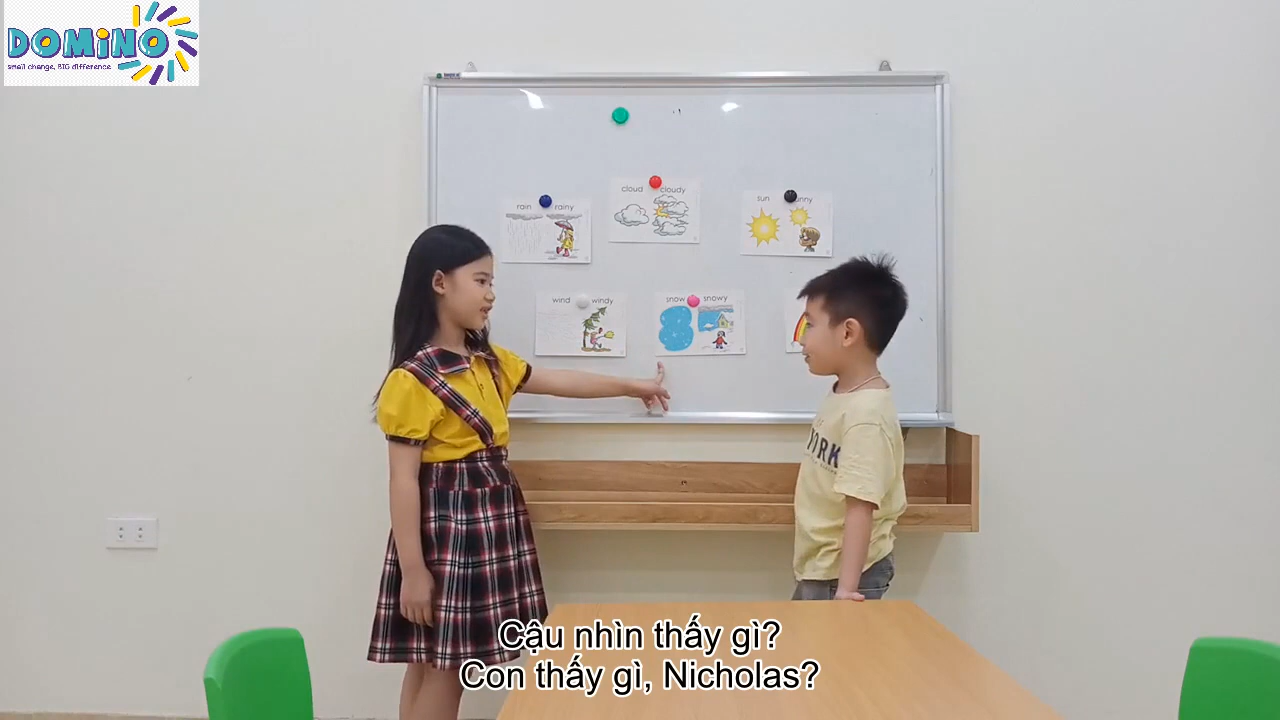 DOMiNO
small change, BIG difference
rain rainy
cloud cloudy
sun
wind windy
snow snowy
YORK
Cậu nhìn thấy gì?
Con thấy gì, Nicholas?